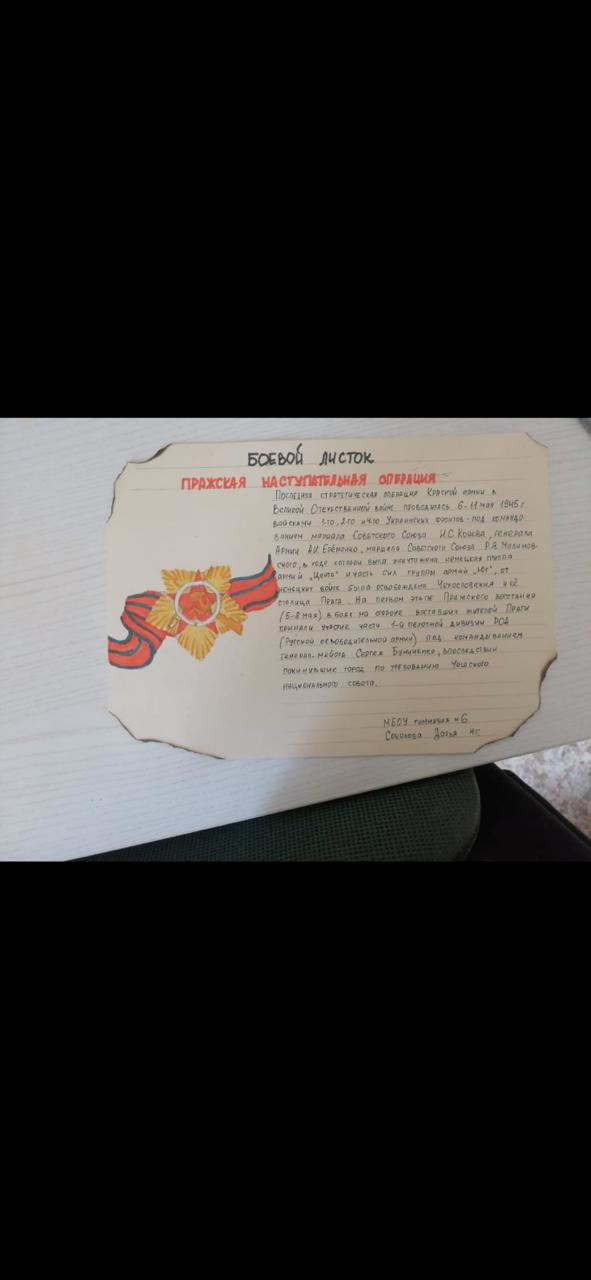 БОЕВОЙ ЛИСТОК
ПРАЖСКАЯ НАСТУПАТЕЛЬНАЯ ОПЕРАЦИЯ
Последняя стратегическая операция Красной армии в
Великой Отечественной войне проводилась 6-11 мая 1945 г
войсками 1-го, 2-го и 4-го Украинских фронтов под командо-
ванием маршала Советского Союза И.С. Конева, генерала
Армии А.И. Ерёменко, маршала Советского Союза Р.Я. Малинов-
ского, в ходе которой была уничтожена немецкая группа
армий "Центр" и часть сил группы армий "Юг", от
немецких войск была освобождена Чехословакия и её
столица Прага. На первом этапе Пражского восстания
(5-8 мая) в боях на стороне восставших жителей Праги
приняли участие части 1-й пехотной дивизии РОА
(Русской освободительной армии) под командыванием
генерал-майора Сергея Буняченко, впоследствии
покинувшие город по требованию Чешского
национального совета.
МБОУ гимназия №6
Соколова Дарья 4г.